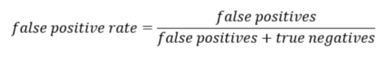 false positive rate = false positives / false positives + true negatives